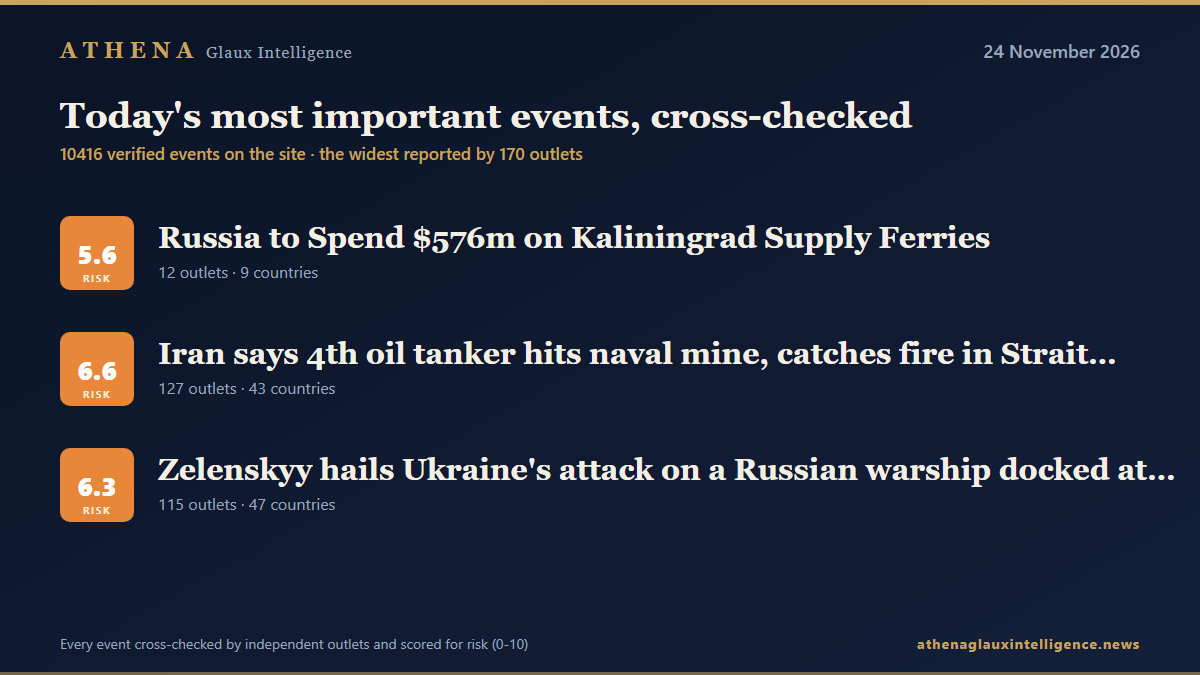 ATHENA Glaux Intelligence
24 November 2026
Today's most important events, cross-checked
10416 verified events on the site · the widest reported by 170 outlets
5.6
RISK
Russia to Spend $576m on Kaliningrad Supply Ferries
12 outlets · 9 countries
6.6
RISK
Iran says 4th oil tanker hits naval mine, catches fire in Strait...
127 outlets · 43 countries
6.3
RISK
Zelenskyy hails Ukraine's attack on a Russian warship docked at...
115 outlets · 47 countries
Every event cross-checked by independent outlets and scored for risk (0-10)
athenaglauxintelligence.news